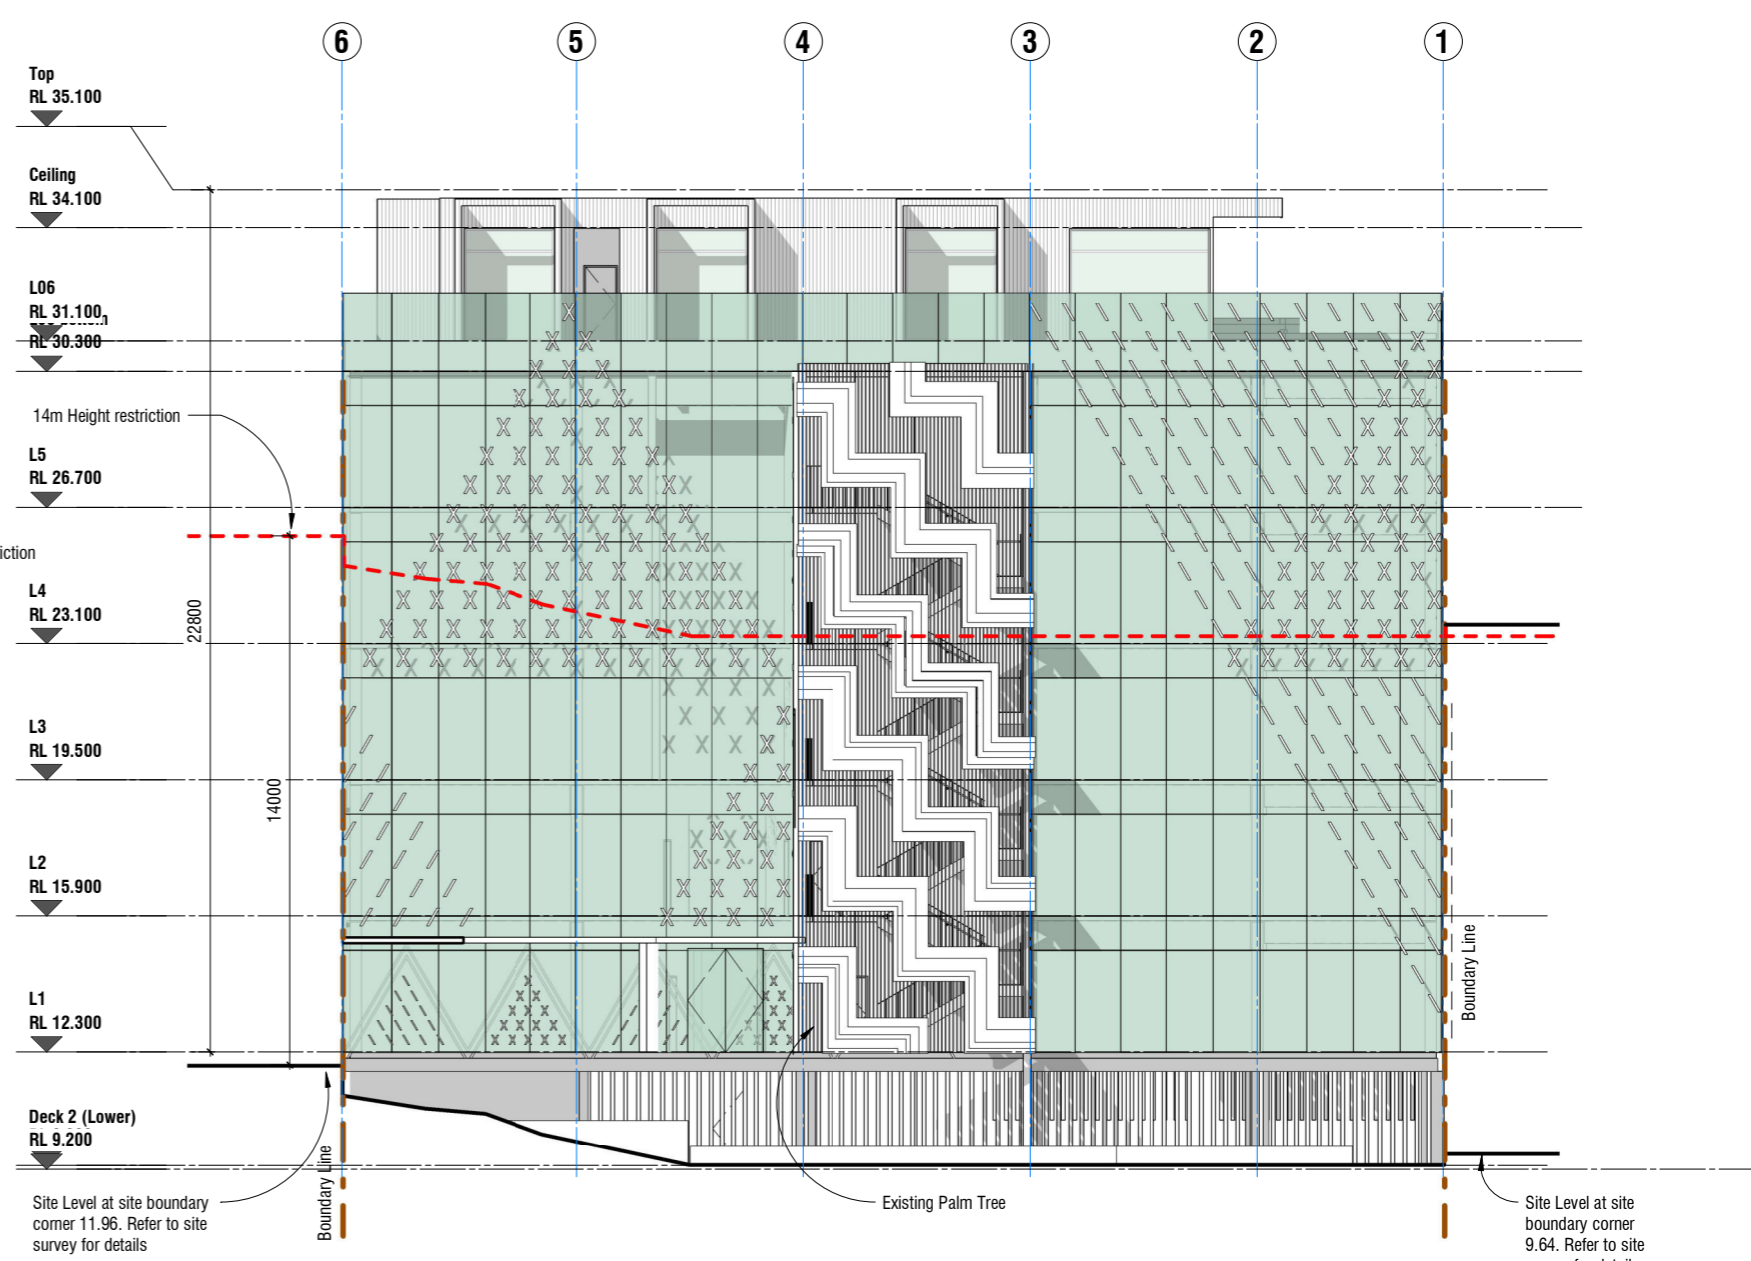 6
5
4
3
2
1
Top
RL 35.100
Ceiling
RL 34.100
L06
RL 31.100
RL 30.300
14m Height restriction
L5
RL 26.700
iction
L4
RL 23.100
22800
L3
RL 19.500
14000
L2
RL 15.900
Boundary Line
L1
RL 12.300
Deck 2 (Lower)
RL 9.200
Boundary Line
Site Level at site boundary
corner 11.96. Refer to site
survey for details
Existing Palm Tree
Site Level at site
boundary corner
9.64. Refer to site